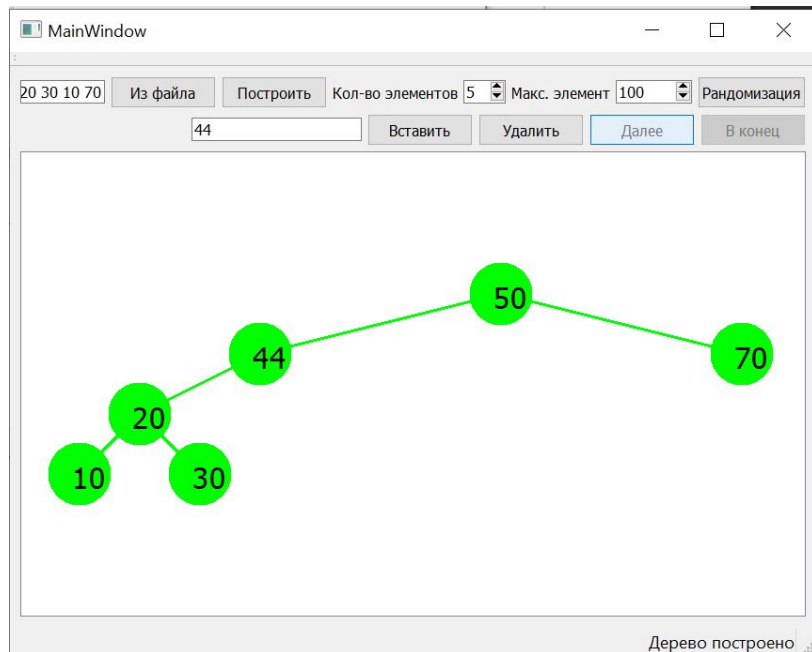 MainWindow
20 30 10 70 Из файла Построить Кол-во элементов 5 Макс. элемент 100 Рандомизация
44 Вставить Удалить Далее В конец
50
44 70
20
10 30
Дерево построено